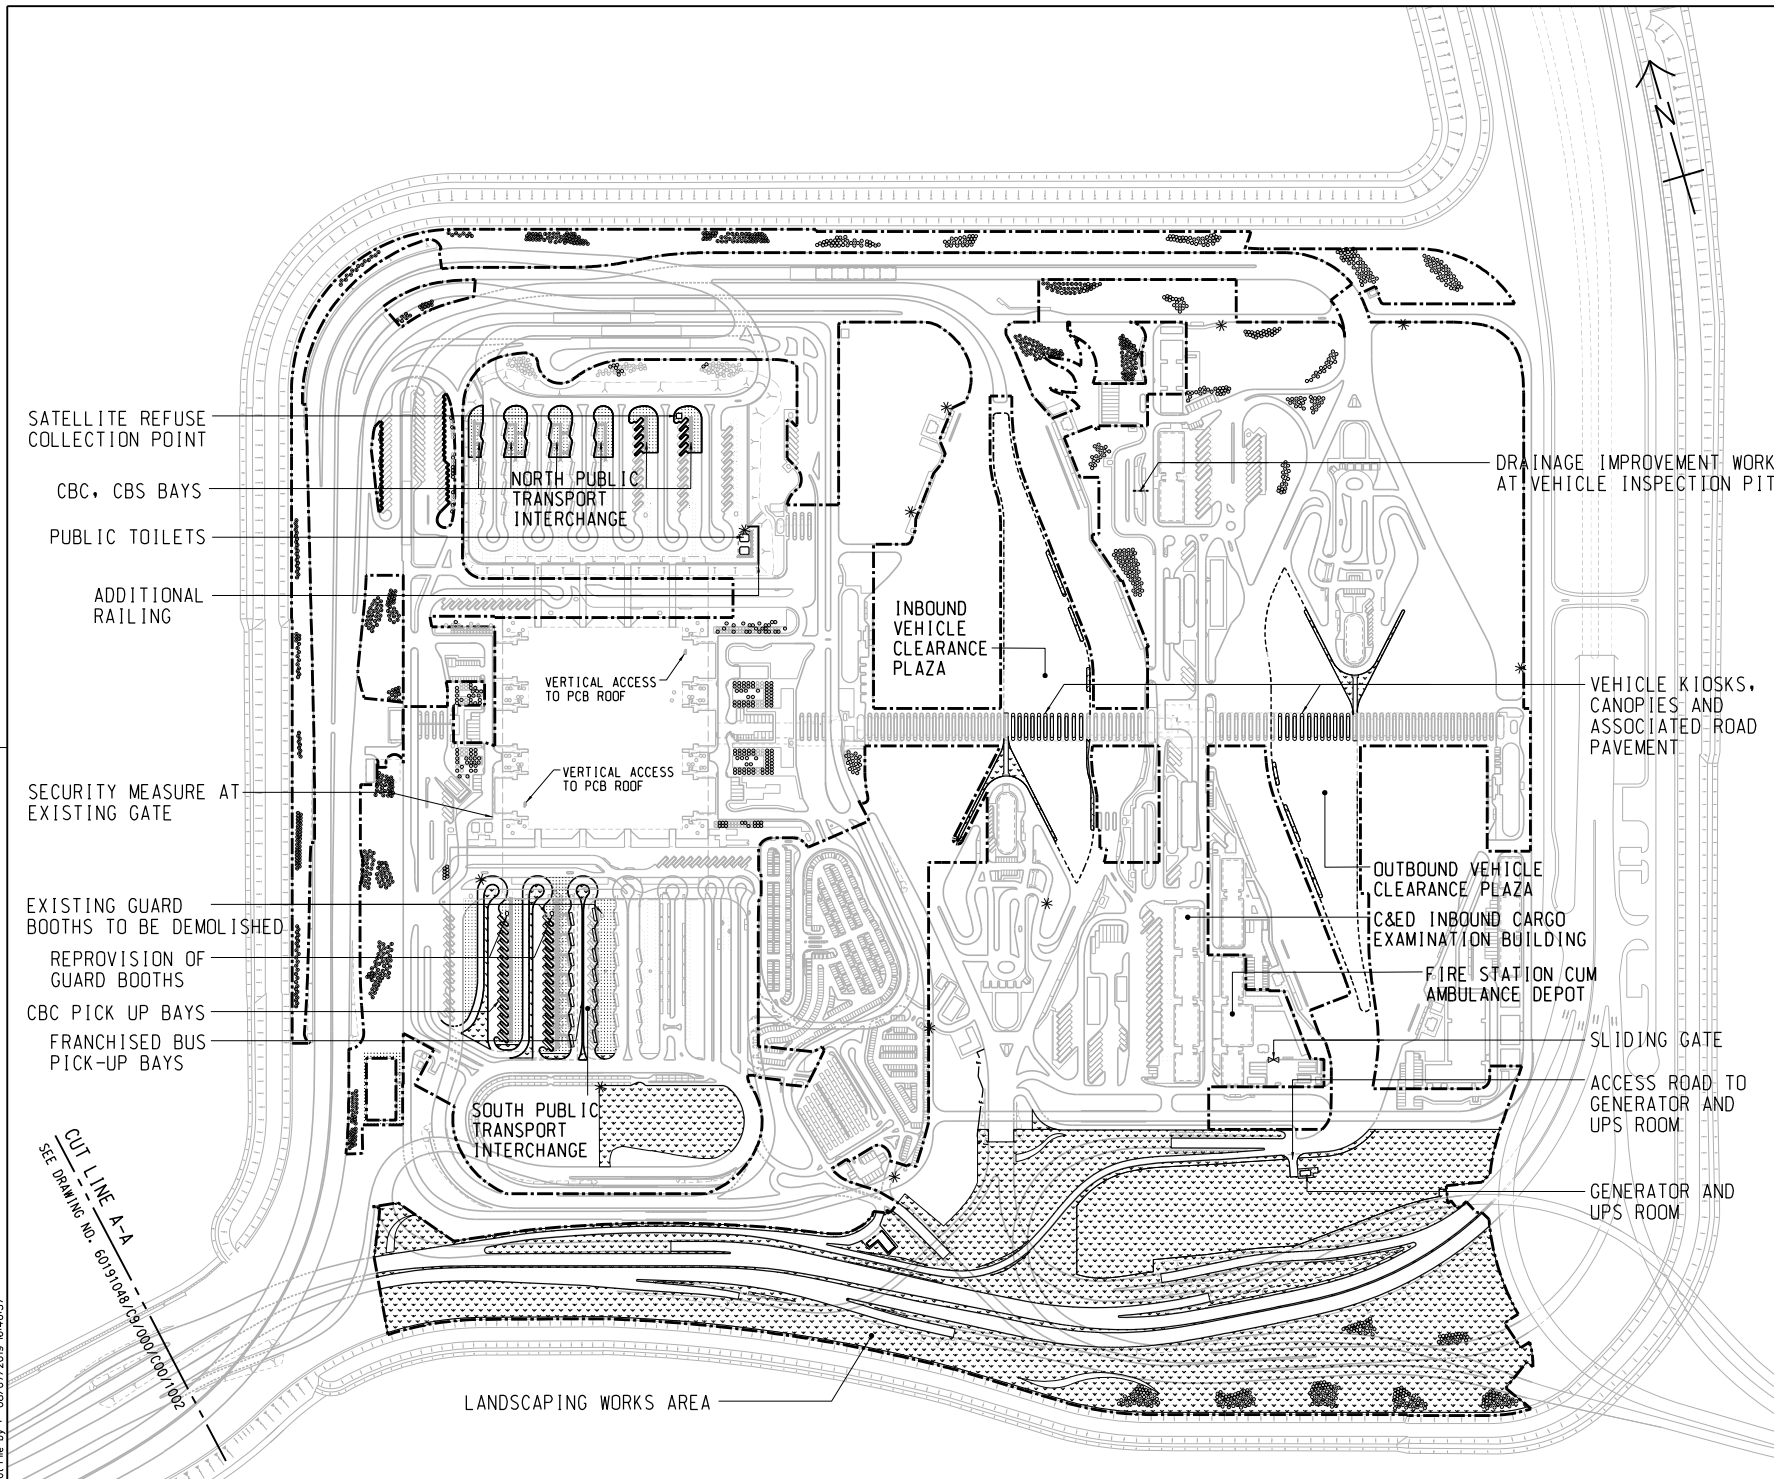 N
SATELLITE REFUSE
COLLECTION POINT
CBC, CBS BAYS
PUBLIC TOILETS
ADDITIONAL
RAILING
SECURITY MEASURE AT
EXISTING GATE
EXISTING GUARD
BOOTHS TO BE DEMOLISHED
REPROVISION OF
GUARD BOOTHS
CBC PICK UP BAYS
FRANCHISED BUS
PICK-UP BAYS
NORTH PUBLIC
TRANSPORT
INTERCHANGE
VERTICAL ACCESS
TO PCB ROOF
VERTICAL ACCESS
TO PCB ROOF
SOUTH PUBLIC
TRANSPORT
INTERCHANGE
INBOUND
VEHICLE
CLEARANCE
PLAZA
DRAINAGE IMPROVEMENT WORK
AT VEHICLE INSPECTION PIT
VEHICLE KIOSKS,
CANOPIES AND
ASSOCIATED ROAD
PAVEMENT
OUTBOUND VEHICLE
CLEARANCE PLAZA
C&ED INBOUND CARGO
EXAMINATION BUILDING
FIRE STATION CUM
AMBULANCE DEPOT
SLIDING GATE
ACCESS ROAD TO
GENERATOR AND
UPS ROOM
GENERATOR AND
UPS ROOM
LANDSCAPING WORKS AREA
CUT LINE A-A
SEE DRAWING NO. 60191048/C9/000/C00/1002